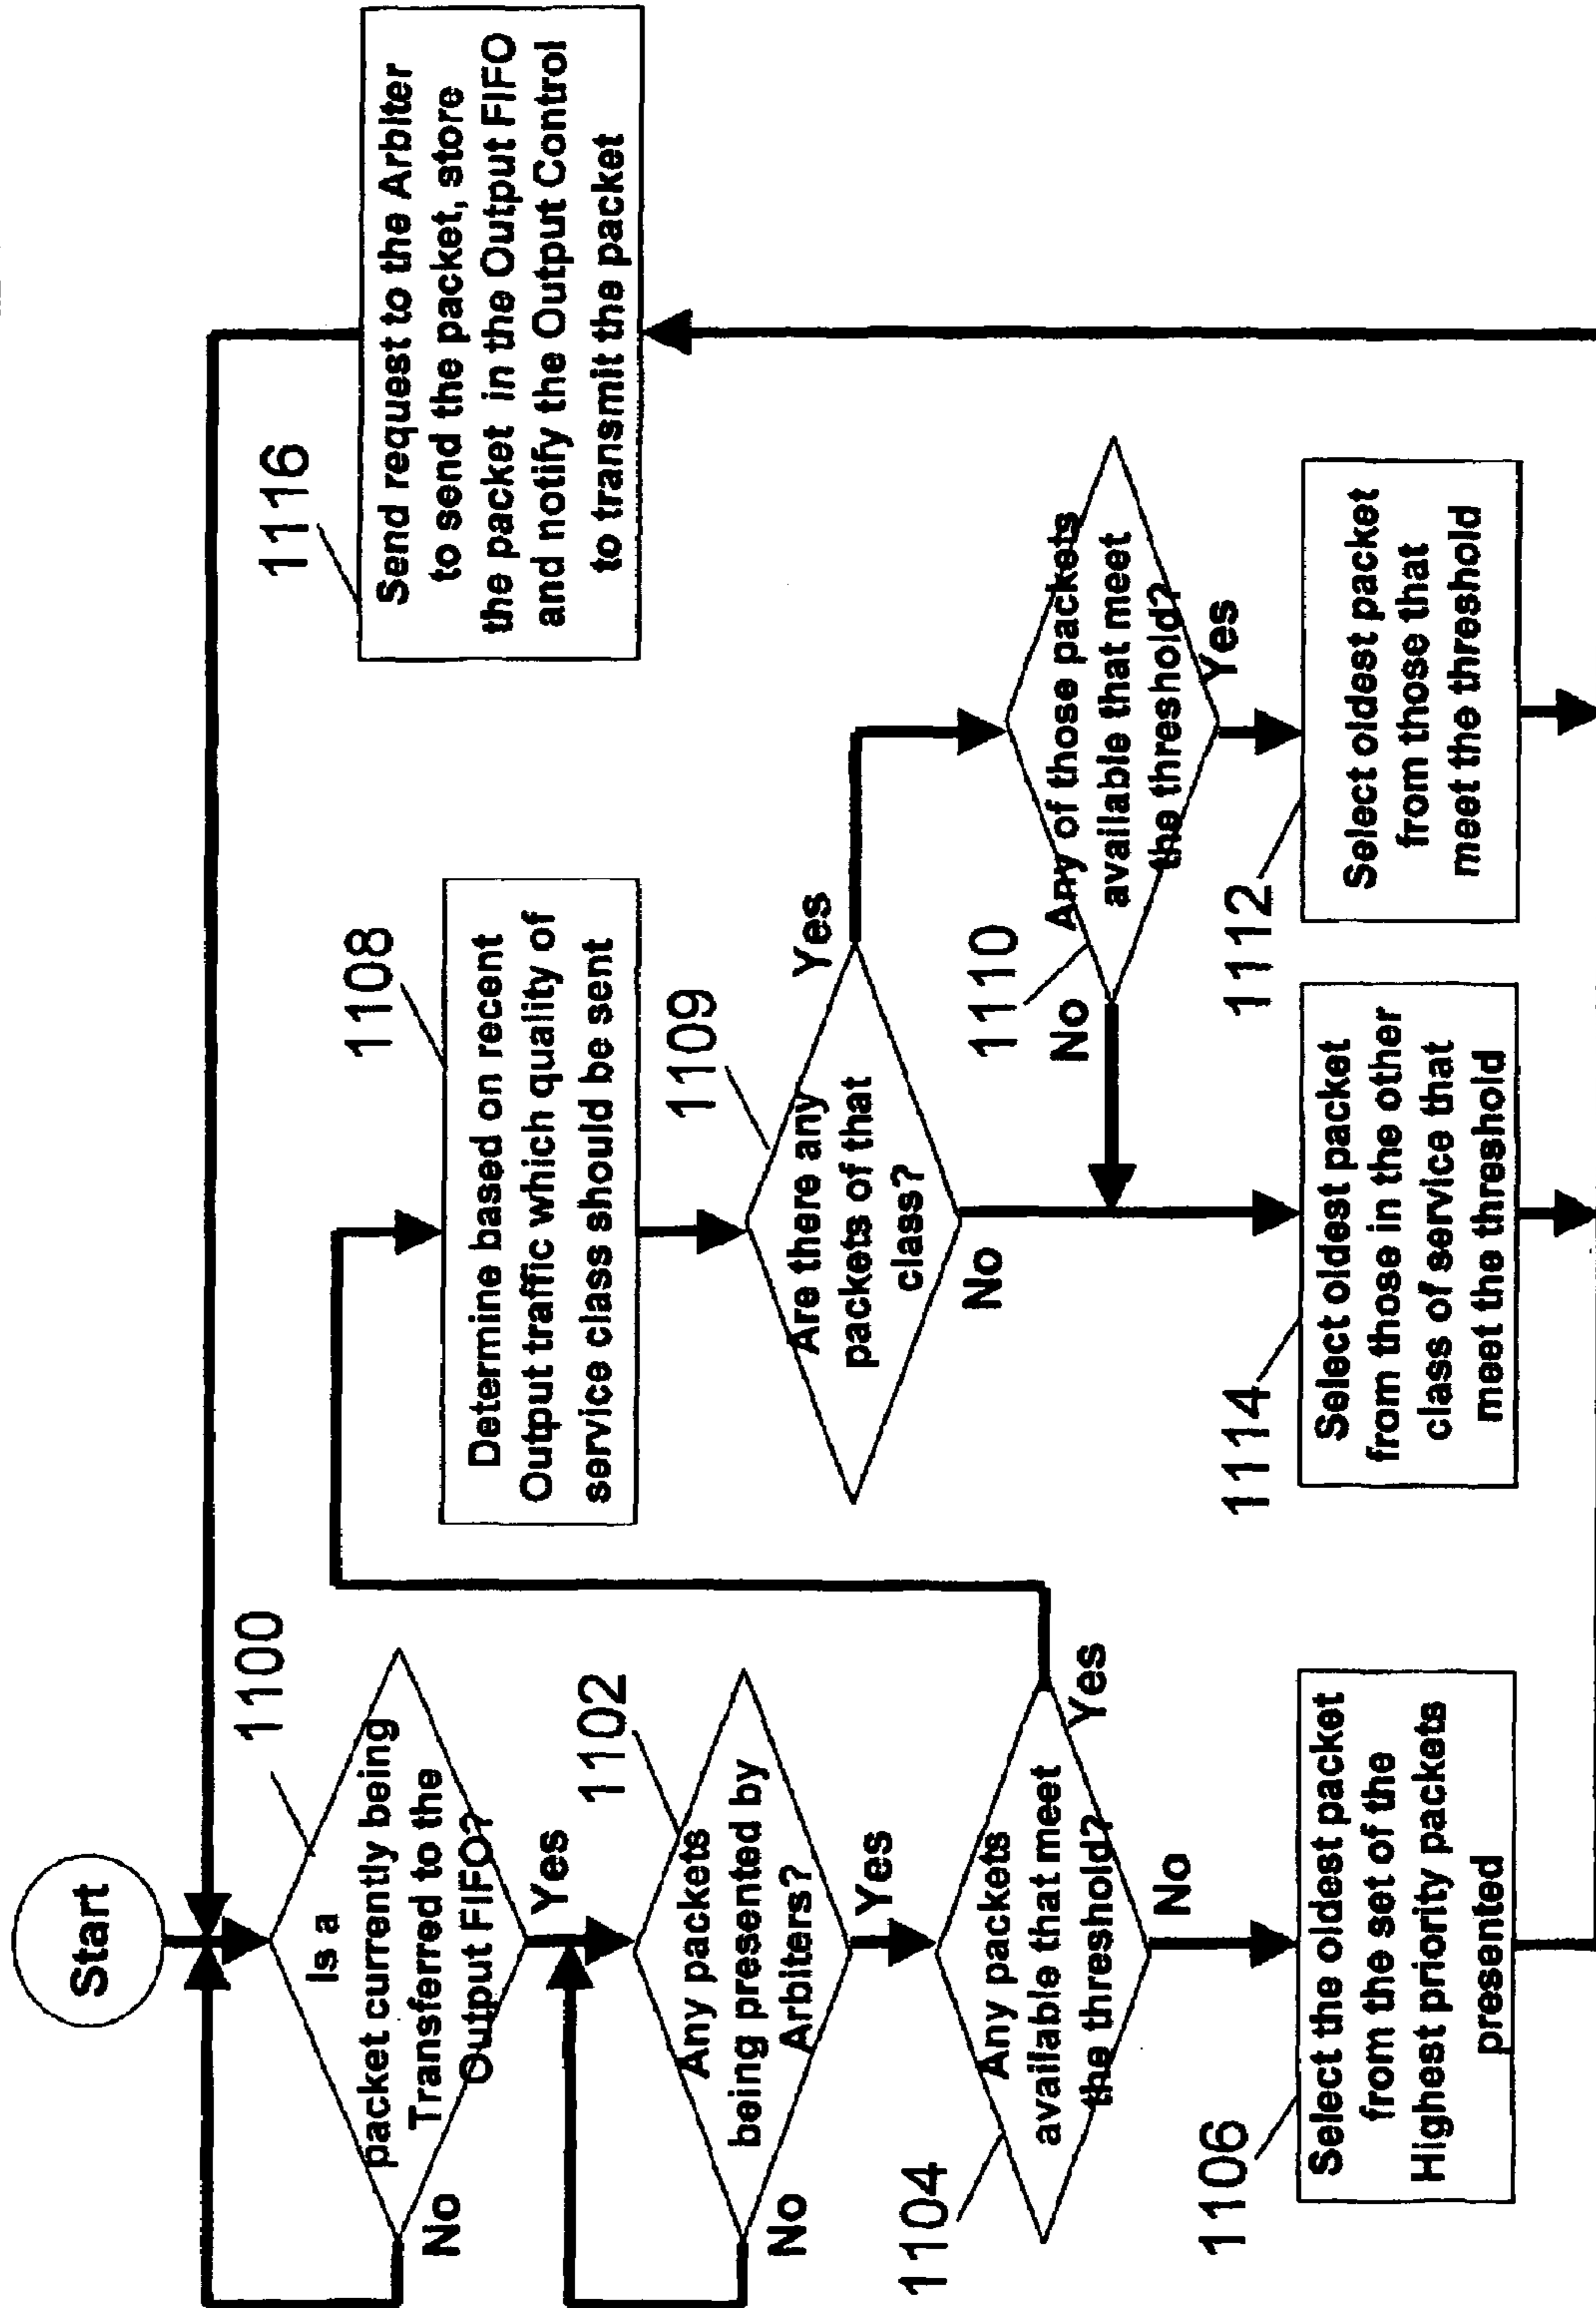 Start
1100
Is a
packet currently being
Transferred to the
Output FIFO?
No
Yes
1102
Any packets
being presented by
Arbiters?
No
Yes
1104
Any packets
available that meet
the threshold?
Yes
No
1106
Select the oldest packet
from the set of the
Highest priority packets
presented
1108
Determine based on recent
Output traffic which quality of
service class should be sent
1109
Are there any
packets of that
class?
Yes
No
1110
Any of those packets
available that meet
the threshold?
No
Yes
1114
Select oldest packet
from those in the other
class of service that
meet the threshold
1112
Select oldest packet
from those that
meet the threshold
1116
Send request to the Arbiter
to send the packet, store
the packet in the Output FIFO
and notify the Output Control
to transmit the packet